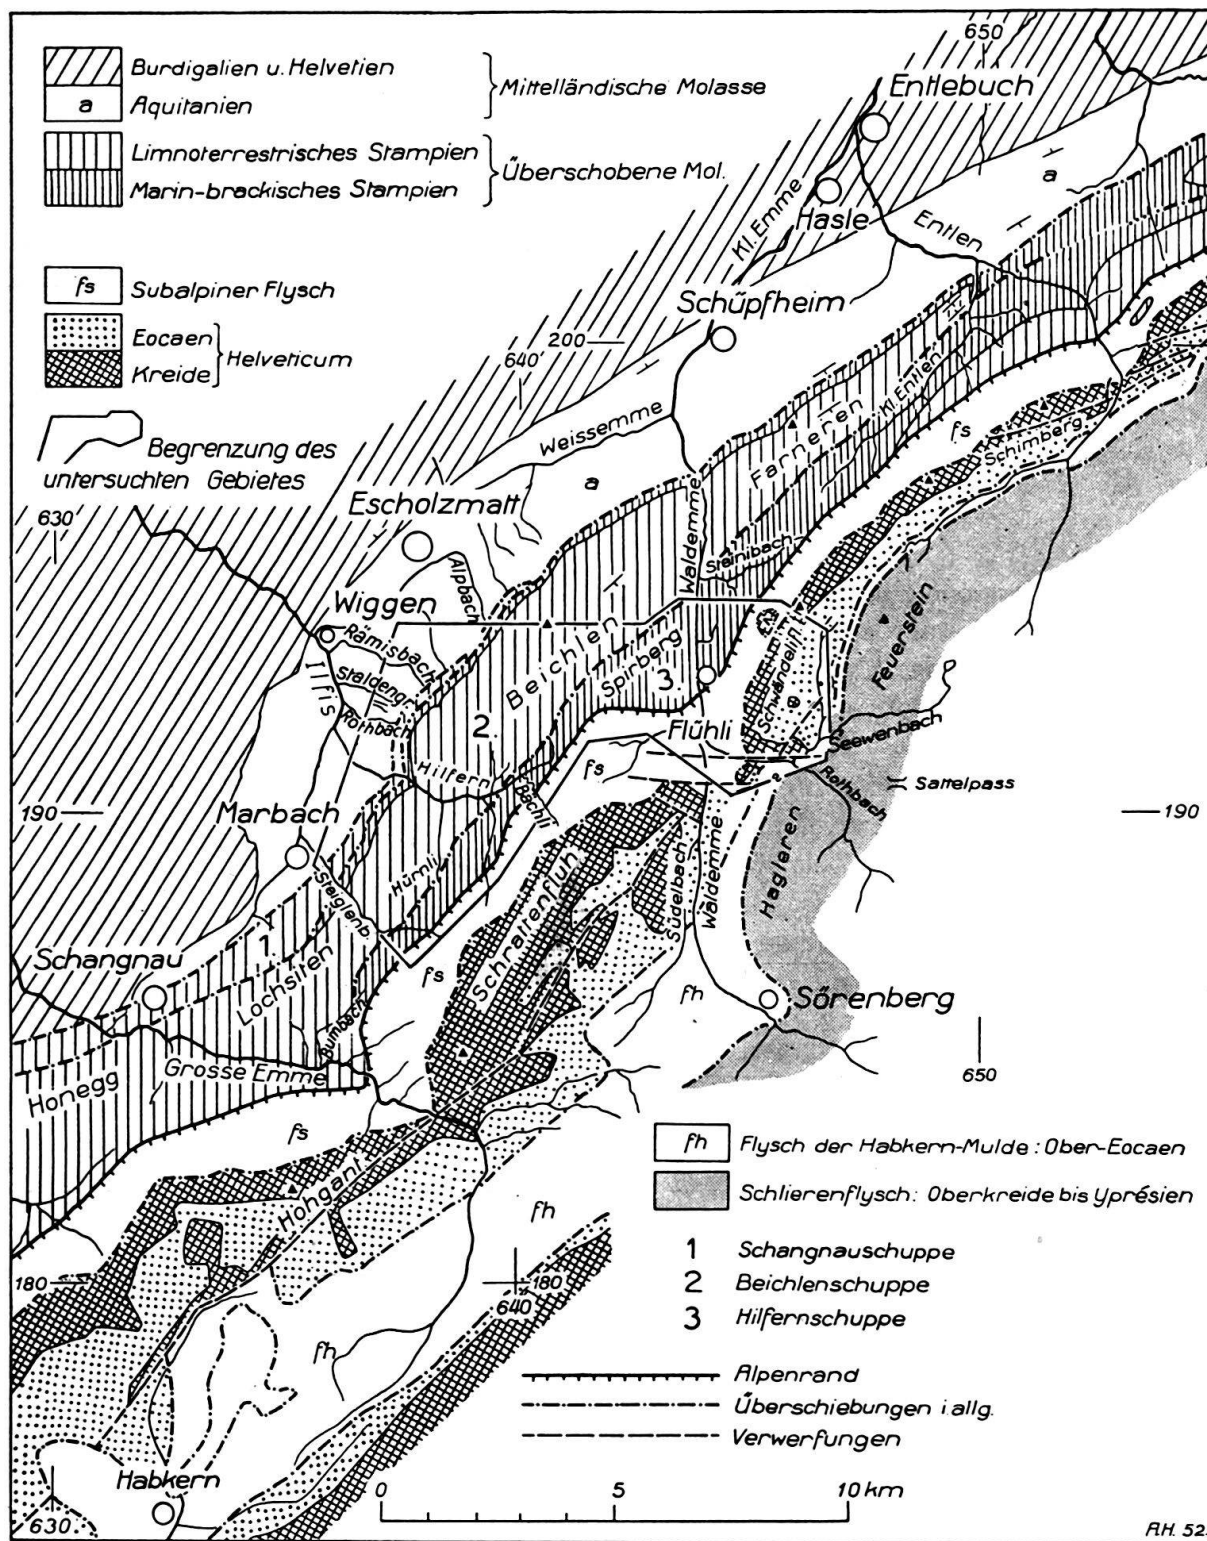 Burdigalien u. Helvetien
a Aquitanien
Mittelländische Molasse
Limnoterrestrisches Stampien
Marin-brackisches Stampien
Überschobene Mol.
fs Subalpiner Flysch
Eocaen
Kreide
Helveticum
Begrenzung des
untersuchten Gebietes
650
Entlebuch
Hasle
Kl. Emme
Entlen
a
Schüpfheim
200
640
Weissemme
a
Farneren
Kl. Entlen
fs
Schimberg
630
Escholzmatt
Waldemme
Steinibach
Alpbach
Wiggen
Rämisbach
Staldengr.
Rothbach
Ilfis
Beichlen
Spirberg
3
2
Schwändelifl.
Feuerstein
Flühli
Seewenbach
Rothbach
Sattelpass
fs
Hilfern
Bächli
190
190
Marbach
Hürnli
Steiglenb.
Schrattenfluh
Südelbach
Waldemme
Hagleren
Schangnau
1
Lochsiten
fs
fh
Sörenberg
Bumbach
Grosse Emme
Honegg
650
fs
Hohgant
fh
fh Flysch der Habkern-Mulde: Ober-Eocaen
Schlierenflysch: Oberkreide bis Yprésien
1 Schangnauschuppe
2 Beichlenschuppe
3 Hilfernschuppe
180
180
640
fh
Alpenrand
Überschiebungen i. allg.
Verwerfungen
Habkern
630
0 5 10 km
R.H. 52.